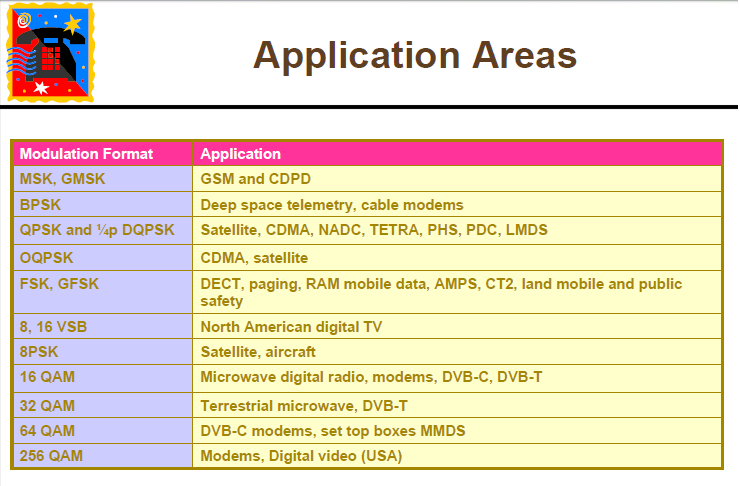 Application Areas
Modulation Format Application
MSK, GMSK GSM and CDPD
BPSK Deep space telemetry, cable modems
QPSK and ¼p DQPSK Satellite, CDMA, NADC, TETRA, PHS, PDC, LMDS
OQPSK CDMA, satellite
FSK, GFSK DECT, paging, RAM mobile data, AMPS, CT2, land mobile and public
safety
8, 16 VSB North American digital TV
8PSK Satellite, aircraft
16 QAM Microwave digital radio, modems, DVB-C, DVB-T
32 QAM Terrestrial microwave, DVB-T
64 QAM DVB-C modems, set top boxes MMDS
256 QAM Modems, Digital video (USA)